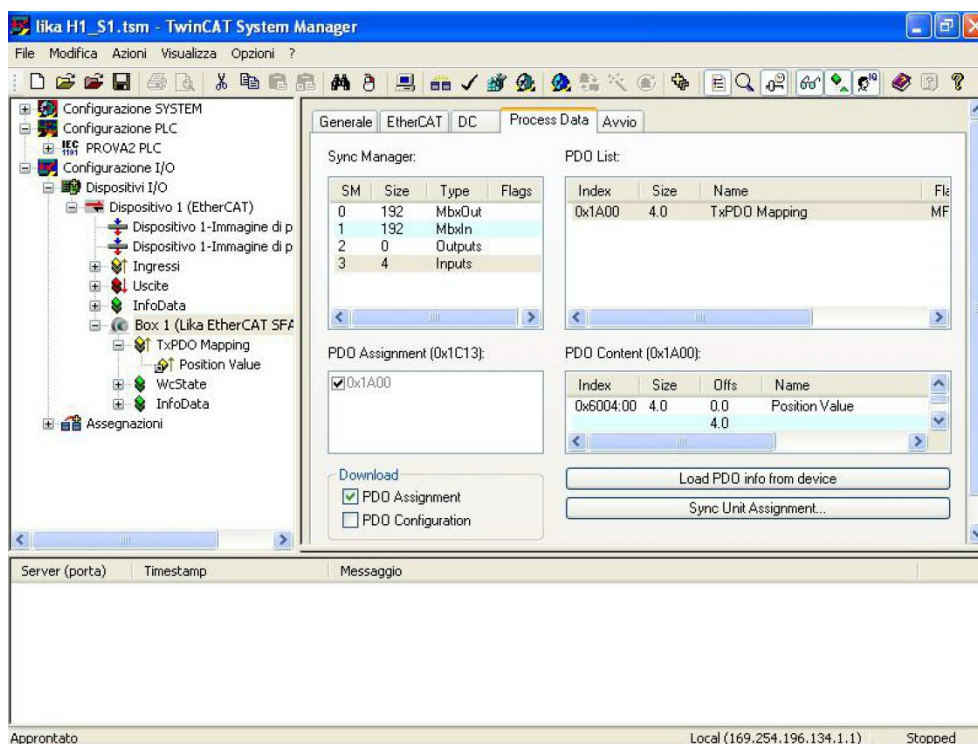 lika H1_S1.tsm - TwinCAT System Manager
File Modifica Azioni Visualizza Opzioni ?
Configurazione SYSTEM
Configurazione PLC
IEC 1131 PROVA2 PLC
Configurazione I/O
Dispositivi I/O
Dispositivo 1 (EtherCAT)
Dispositivo 1-Immagine di p
Dispositivo 1-Immagine di p
Ingressi
Uscite
InfoData
Box 1 (Lika EtherCAT SFA
TxPDO Mapping
Position Value
WcState
InfoData
Assegnazioni
Generale EtherCAT DC Process Data Avvio
Sync Manager:
SM Size Type Flags
0 192 MbxOut
1 192 MbxIn
2 0 Outputs
3 4 Inputs
PDO List:
Index Size Name Fla
0x1A00 4.0 TxPDO Mapping MF
PDO Assignment (0x1C13):
0x1A00
PDO Content (0x1A00):
Index Size Offs Name
0x6004:00 4.0 0.0 Position Value
4.0
Download
PDO Assignment
PDO Configuration
Load PDO info from device
Sync Unit Assignment...
Server (porta) Timestamp Messaggio
Approntato Local (169.254.196.134.1.1) Stopped